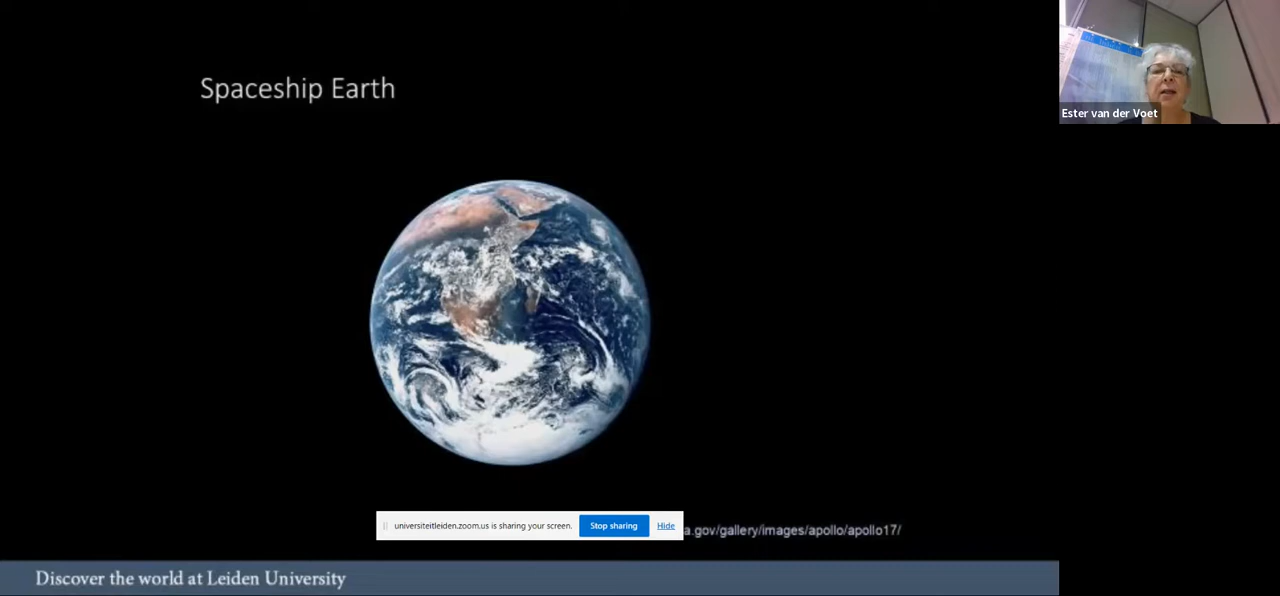 Spaceship Earth
Ester van der Voet
universiteitleiden.zoom.us is sharing your screen.
Stop sharing
Hide
a.gov/gallery/images/apollo/apollo17/
Discover the world at Leiden University